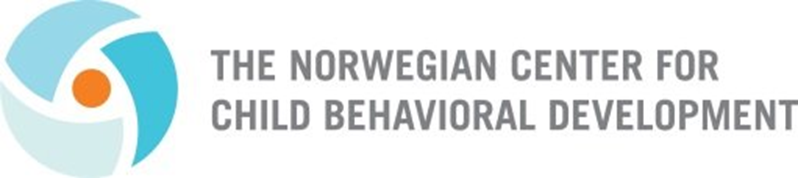 THE NORWEGIAN CENTER FOR
CHILD BEHAVIORAL DEVELOPMENT